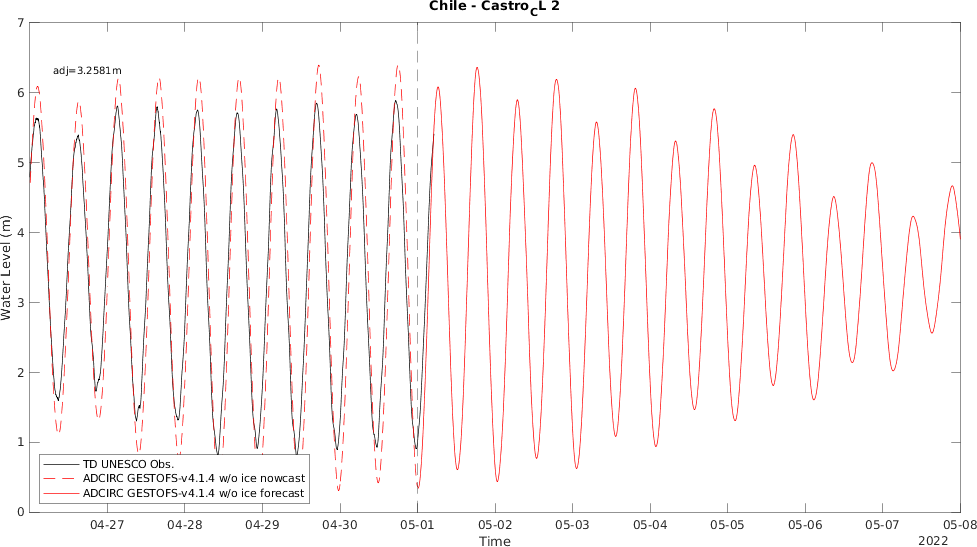 Chile - Castro_CL 2
adj=3.2581m
Water Level (m)
7
6
5
4
3
2
1
0
TD UNESCO Obs.
ADCIRC GESTOFS-v4.1.4 w/o ice nowcast
ADCIRC GESTOFS-v4.1.4 w/o ice forecast
04-27 04-28 04-29 04-30 05-01 05-02 05-03 05-04 05-05 05-06 05-07 05-08
Time
2022